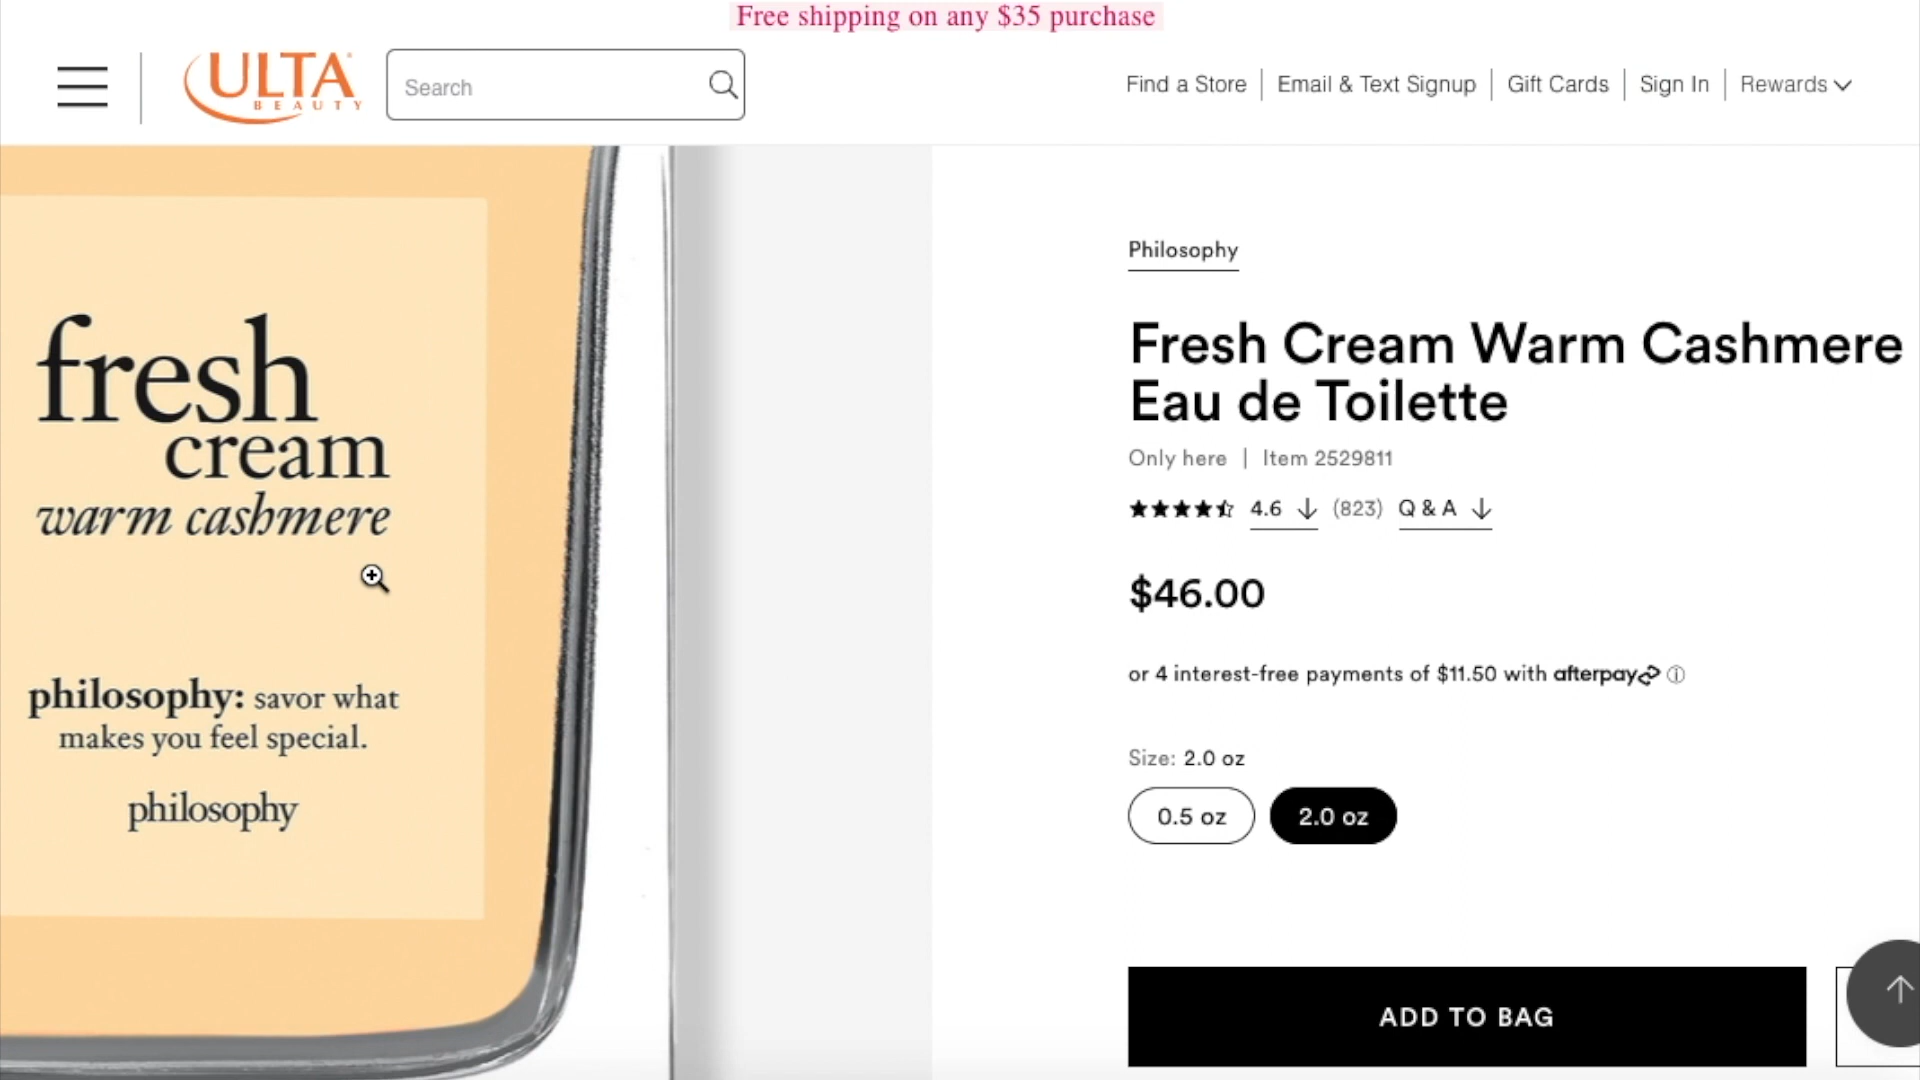 Free shipping on any $35 purchase
ULTA
BEAUTY
Search
Find a Store
Email & Text Signup
Gift Cards
Sign In
Rewards
fresh
cream
warm cashmere
philosophy: savor what
makes you feel special.
philosophy
Philosophy
Fresh Cream Warm Cashmere
Eau de Toilette
Only here | Item 2529811
4.6 (823) Q & A
$46.00
or 4 interest-free payments of $11.50 with afterpay
Size: 2.0 oz
0.5 oz
2.0 oz
ADD TO BAG